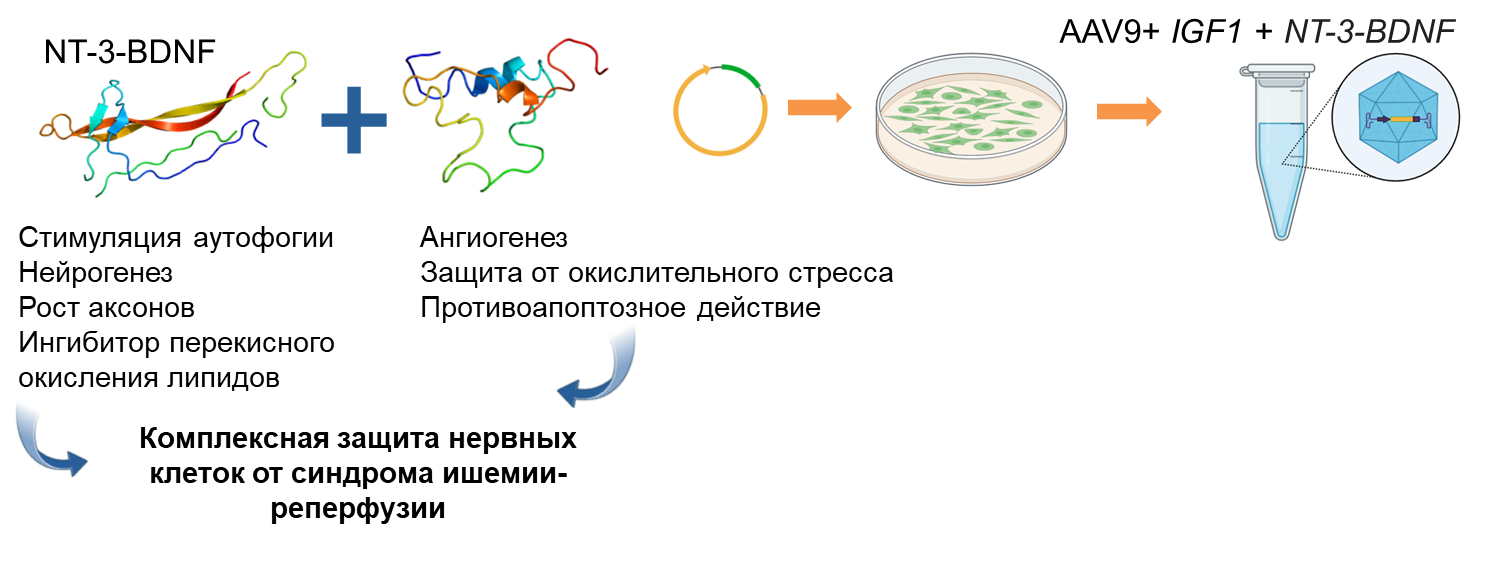 NT-3-BDNF
AAV9+ IGF1 + NT-3-BDNF
Стимуляция аутофогии
Нейрогенез
Рост аксонов
Ингибитор перекисного
окисления липидов
Ангиогенез
Защита от окислительного стресса
Противоапоптозное действие
Комплексная защита нервных
клеток от синдрома ишемии-
реперфузии